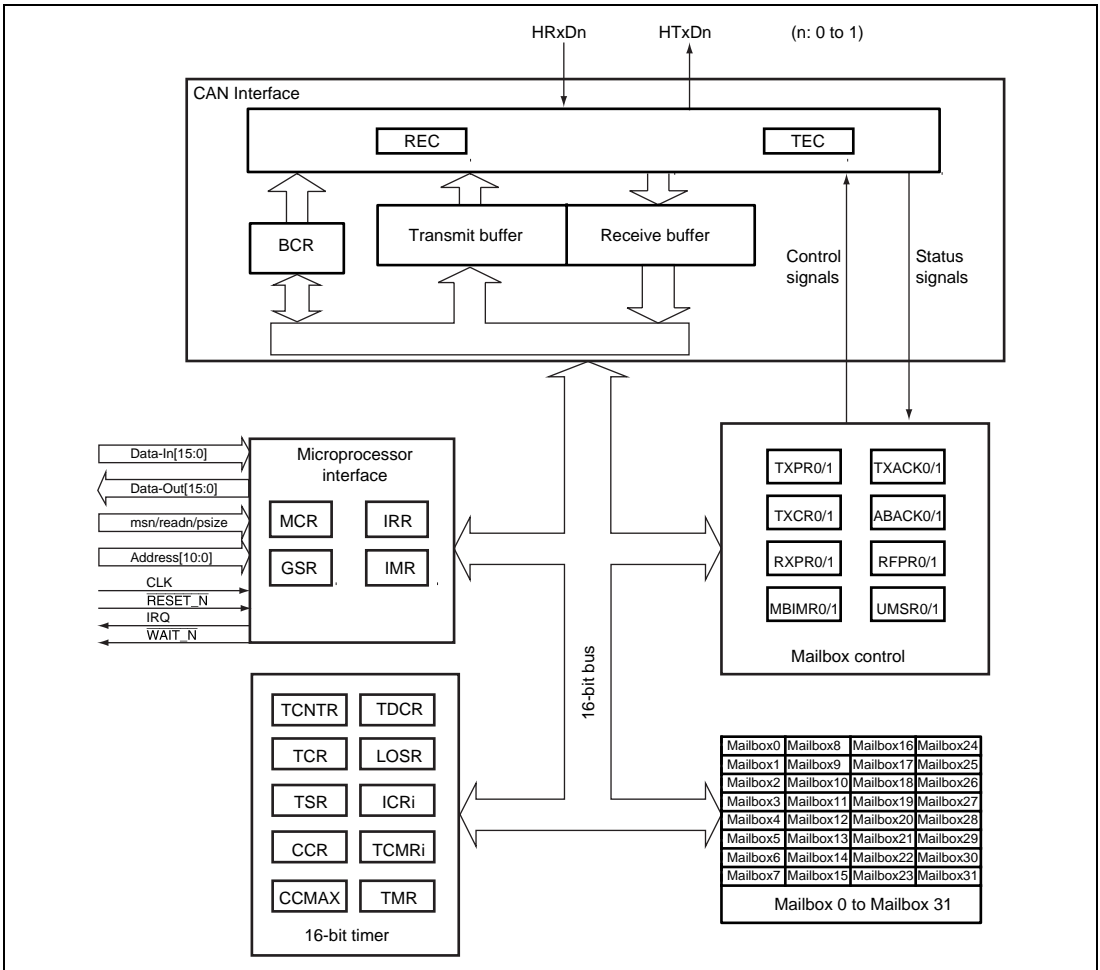 HRxDn HTxDn (n: 0 to 1)
CAN Interface
REC TEC
BCR Transmit buffer Receive buffer
Control signals
Status signals
Data-In[15:0]
Data-Out[15:0]
msn/readn/psize
Address[10:0]
CLK
RESET_N
IRQ
WAIT_N
Microprocessor
interface
MCR IRR
GSR IMR
TXPR0/1 TXACK0/1
TXCR0/1 ABACK0/1
RXPR0/1 RFPR0/1
MBIMR0/1 UMSR0/1
Mailbox control
16-bit bus
TCNTR TDCR
TCR LOSR
TSR ICRi
CCR TCMRi
CCMAX TMR
16-bit timer
Mailbox0 Mailbox8 Mailbox16 Mailbox24
Mailbox1 Mailbox9 Mailbox17 Mailbox25
Mailbox2 Mailbox10 Mailbox18 Mailbox26
Mailbox3 Mailbox11 Mailbox19 Mailbox27
Mailbox4 Mailbox12 Mailbox20 Mailbox28
Mailbox5 Mailbox13 Mailbox21 Mailbox29
Mailbox6 Mailbox14 Mailbox22 Mailbox30
Mailbox7 Mailbox15 Mailbox23 Mailbox31
Mailbox 0 to Mailbox 31